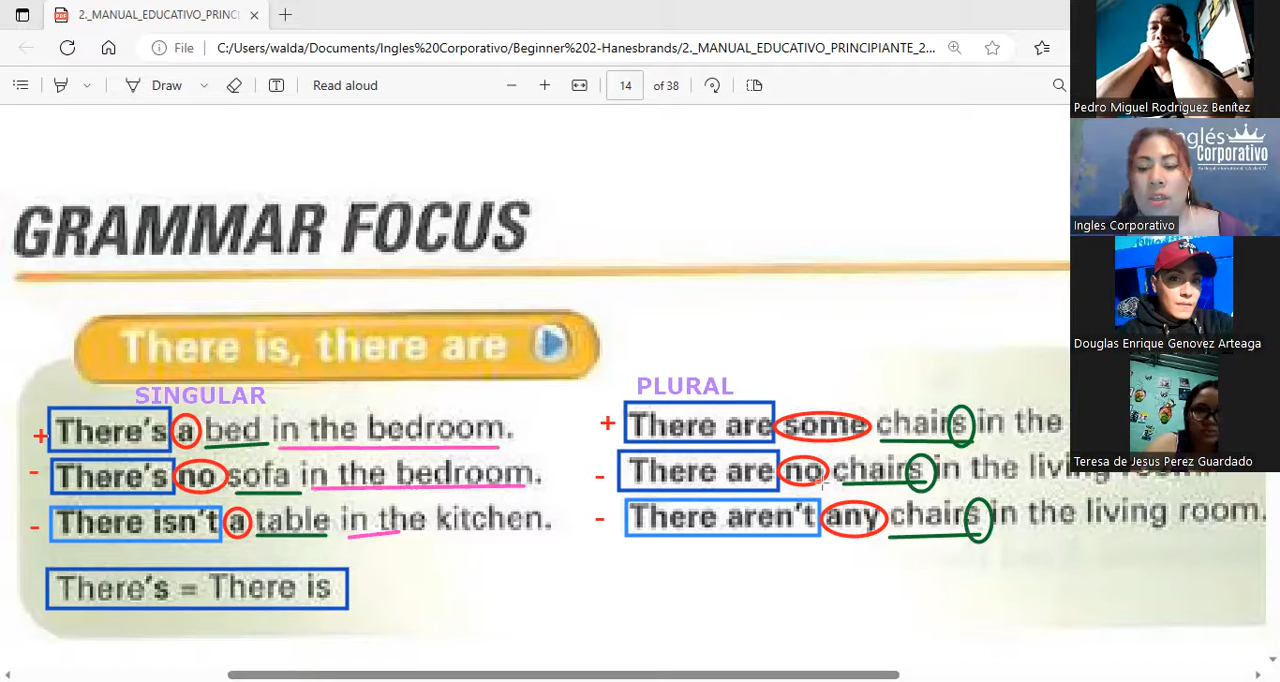 2._MANUAL_EDUCATIVO_PRINCI
File
C:/Users/walda/Documents/Ingles%20Corporativo/Beginner%202-Hanesbrands/2._MANUAL_EDUCATIVO_PRINCIPIANTE_2...
Draw
Read aloud
14 of 38
GRAMMAR FOCUS
There is, there are
SINGULAR
+ There's a bed in the bedroom.
- There's no sofa in the bedroom.
- There isn't a table in the kitchen.
There's = There is
PLURAL
+ There are some chairs in the
- There are no chairs in the living room.
- There aren't any chairs in the living room.
Pedro Miguel Rodríguez Benítez
Inglés
Corporativo
Ingles Corporativo
Douglas Enrique Genovez Arteaga
Teresa de Jesus Perez Guardado